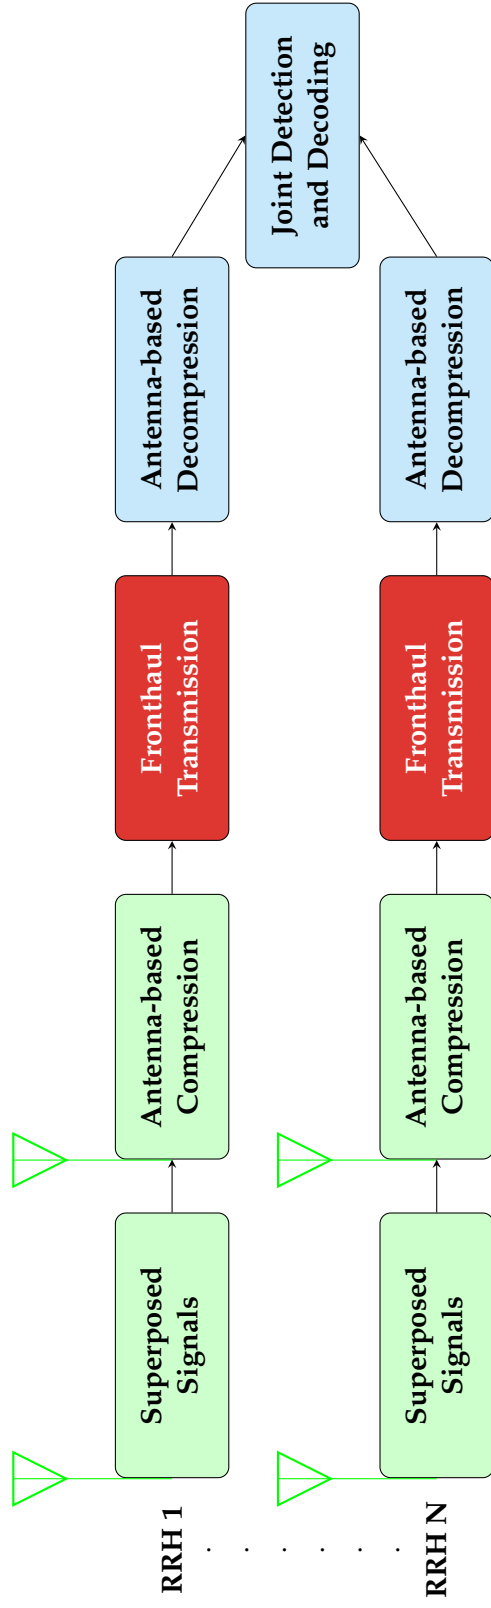 RRH 1
Superposed
Signals
Antenna-based
Compression
Fronthaul
Transmission
Antenna-based
Decompression
Joint Detection
and Decoding
RRH N
Superposed
Signals
Antenna-based
Compression
Fronthaul
Transmission
Antenna-based
Decompression